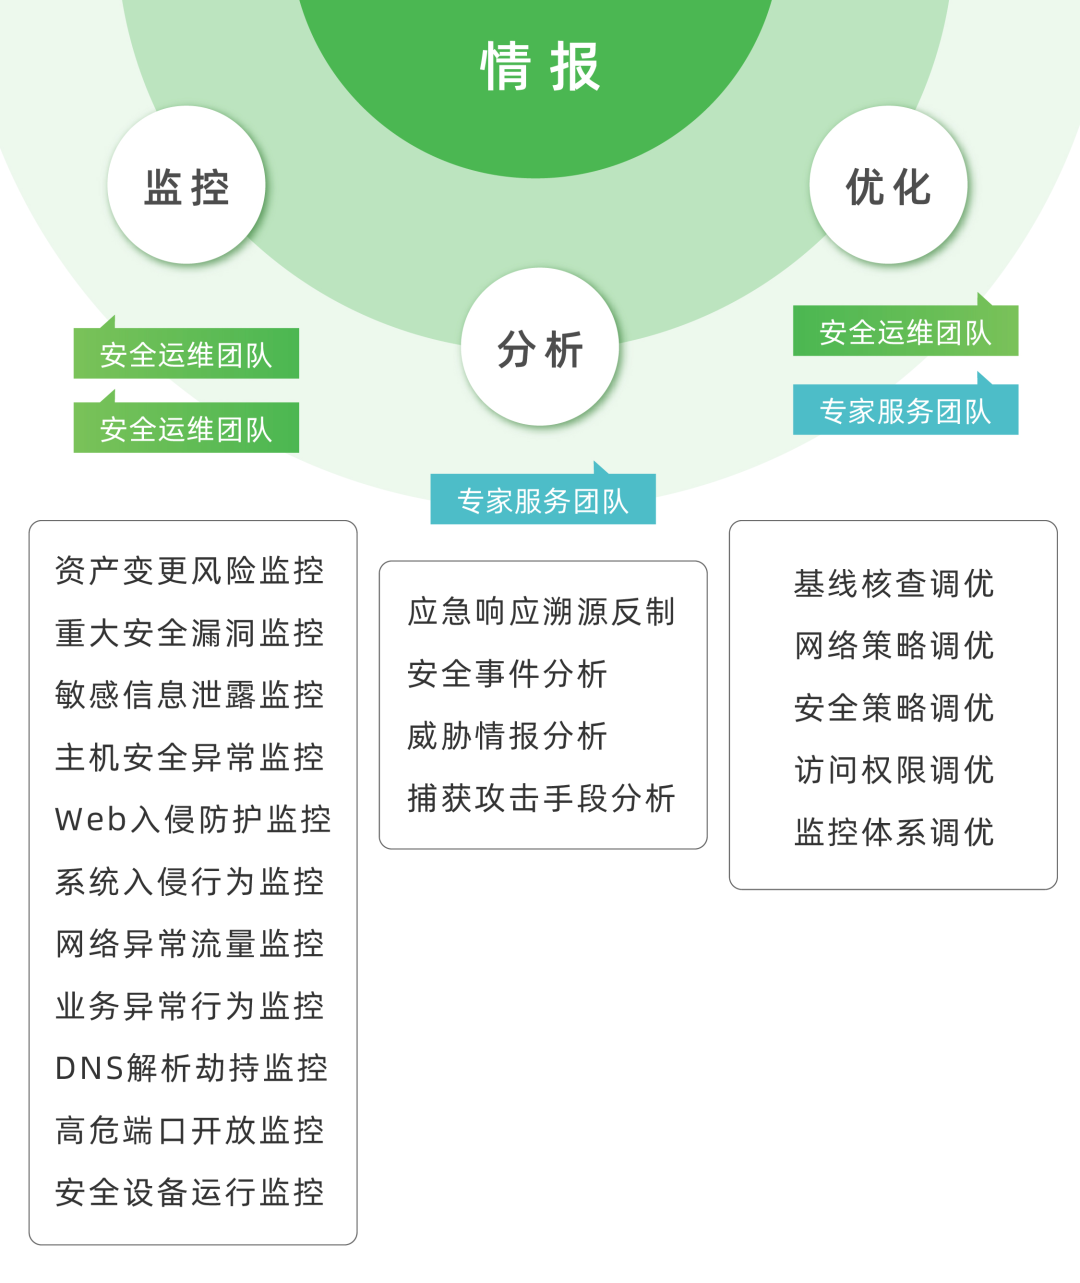 情报
监控
优化
分析
安全运维团队
安全运维团队
专家服务团队
安全运维团队
专家服务团队
资产变更风险监控
重大安全漏洞监控
敏感信息泄露监控
主机安全异常监控
Web入侵防护监控
系统入侵行为监控
网络异常流量监控
业务异常行为监控
DNS解析劫持监控
高危端口开放监控
安全设备运行监控
应急响应溯源反制
安全事件分析
威胁情报分析
捕获攻击手段分析
基线核查调优
网络策略调优
安全策略调优
访问权限调优
监控体系调优